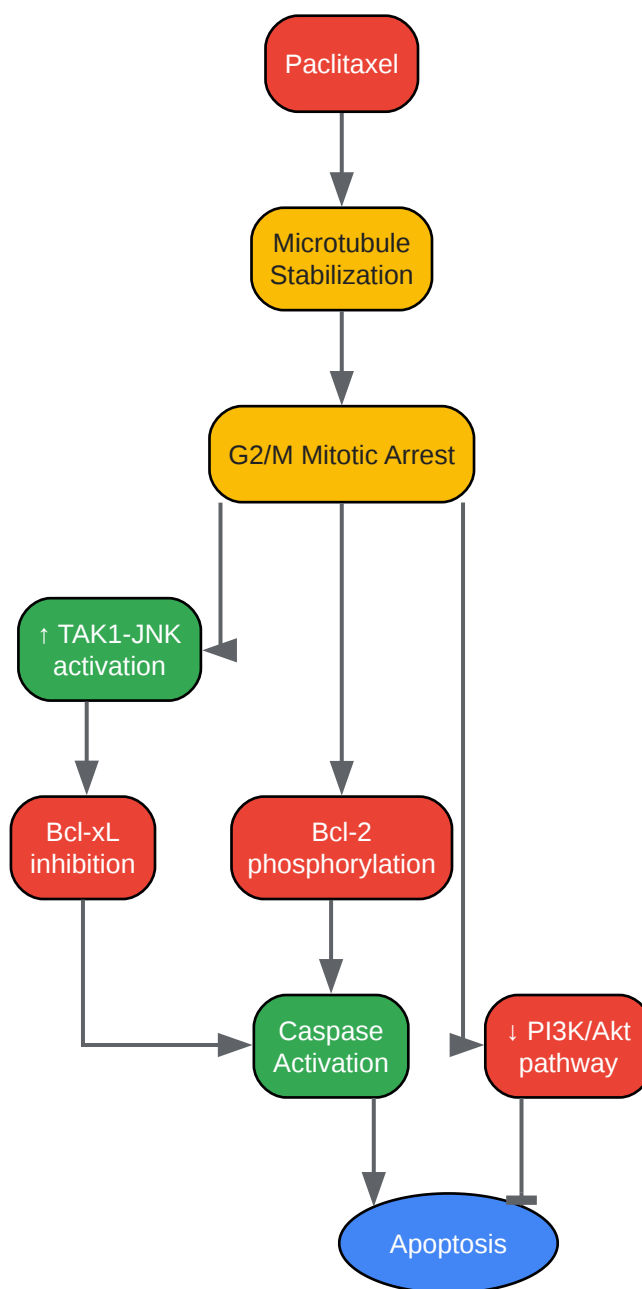 Paclitaxel
Microtubule
Stabilization
G2/M Mitotic Arrest
↑ TAK1-JNK
activation
Bcl-xL
inhibition
Bcl-2
phosphorylation
Caspase
Activation
↓ PI3K/Akt
pathway
Apoptosis